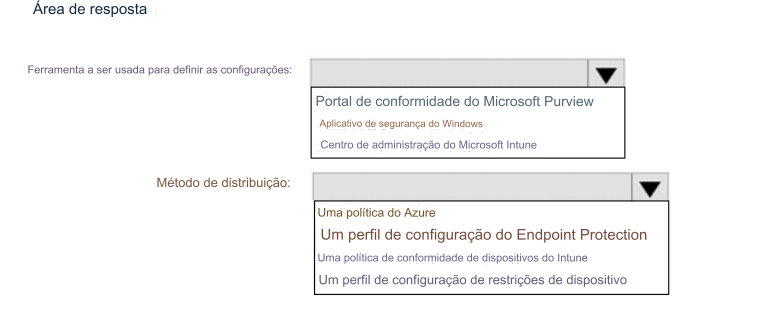 Área de resposta
Ferramenta a ser usada para definir as configurações:
Portal de conformidade do Microsoft Purview
Aplicativo de segurança do Windows
Centro de administração do Microsoft Intune
Método de distribuição:
Uma política do Azure
Um perfil de configuração do Endpoint Protection
Uma política de conformidade de dispositivos do Intune
Um perfil de configuração de restrições de dispositivo